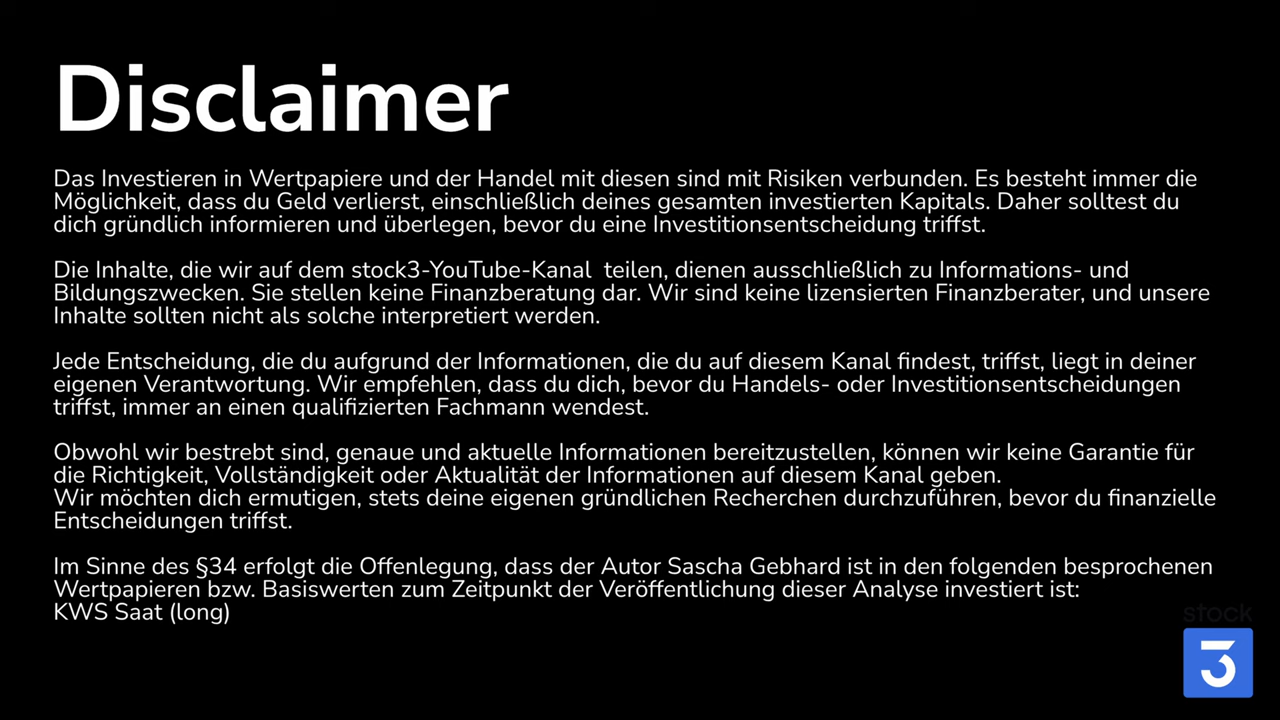 Disclaimer
Das Investieren in Wertpapiere und der Handel mit diesen sind mit Risiken verbunden. Es besteht immer die
Möglichkeit, dass du Geld verlierst, einschließlich deines gesamten investierten Kapitals. Daher solltest du
dich gründlich informieren und überlegen, bevor du eine Investitionsentscheidung triffst.
Die Inhalte, die wir auf dem stock3-YouTube-Kanal  teilen, dienen ausschließlich zu Informations- und
Bildungszwecken. Sie stellen keine Finanzberatung dar. Wir sind keine lizensierten Finanzberater, und unsere
Inhalte sollten nicht als solche interpretiert werden.
Jede Entscheidung, die du aufgrund der Informationen, die du auf diesem Kanal findest, triffst, liegt in deiner
eigenen Verantwortung. Wir empfehlen, dass du dich, bevor du Handels- oder Investitionsentscheidungen
triffst, immer an einen qualifizierten Fachmann wendest.
Obwohl wir bestrebt sind, genaue und aktuelle Informationen bereitzustellen, können wir keine Garantie für
die Richtigkeit, Vollständigkeit oder Aktualität der Informationen auf diesem Kanal geben.
Wir möchten dich ermutigen, stets deine eigenen gründlichen Recherchen durchzuführen, bevor du finanzielle
Entscheidungen triffst.
Im Sinne des §34 erfolgt die Offenlegung, dass der Autor Sascha Gebhard ist in den folgenden besprochenen
Wertpapieren bzw. Basiswerten zum Zeitpunkt der Veröffentlichung dieser Analyse investiert ist:
KWS Saat (long)
stock
3